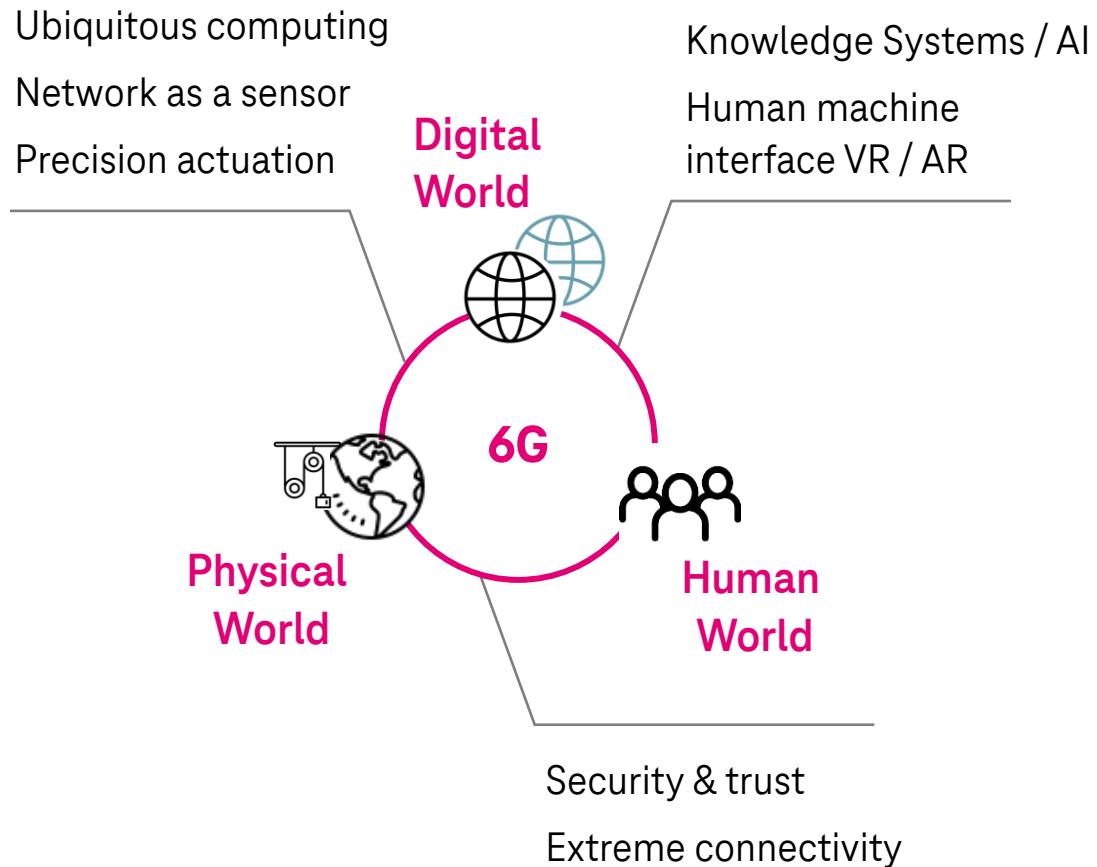 Ubiquitous computing
Network as a sensor
Precision actuation
Knowledge Systems / AI
Human machine
interface VR / AR
Digital
World
6G
Physical
World
Human
World
Security & trust
Extreme connectivity